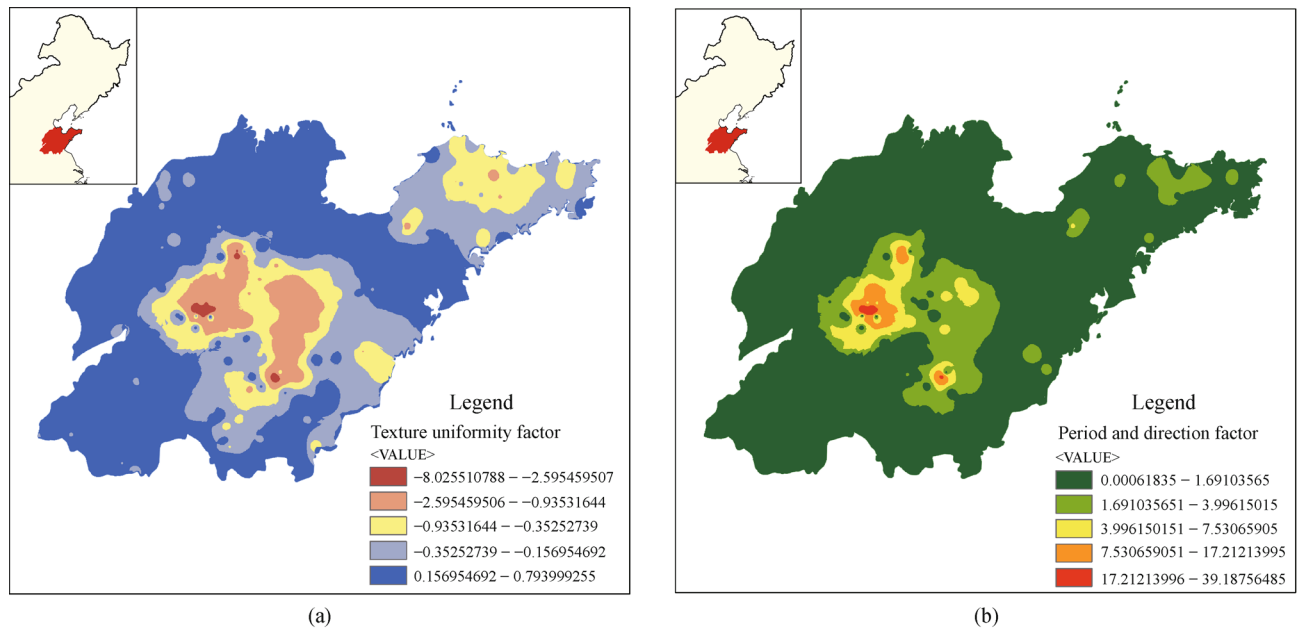 Legend
Texture uniformity factor
<VALUE>
−8.025510788 − −2.595459507
−2.595459506 − −0.93531644
−0.93531644 − −0.35252739
−0.35252739 − −0.156954692
0.156954692 − 0.793999255
(a)
Legend
Period and direction factor
<VALUE>
0.00061835 − 1.69103565
1.691035651 − 3.99615015
3.996150151 − 7.53065905
7.530659051 − 17.21213995
17.21213996 − 39.18756485
(b)